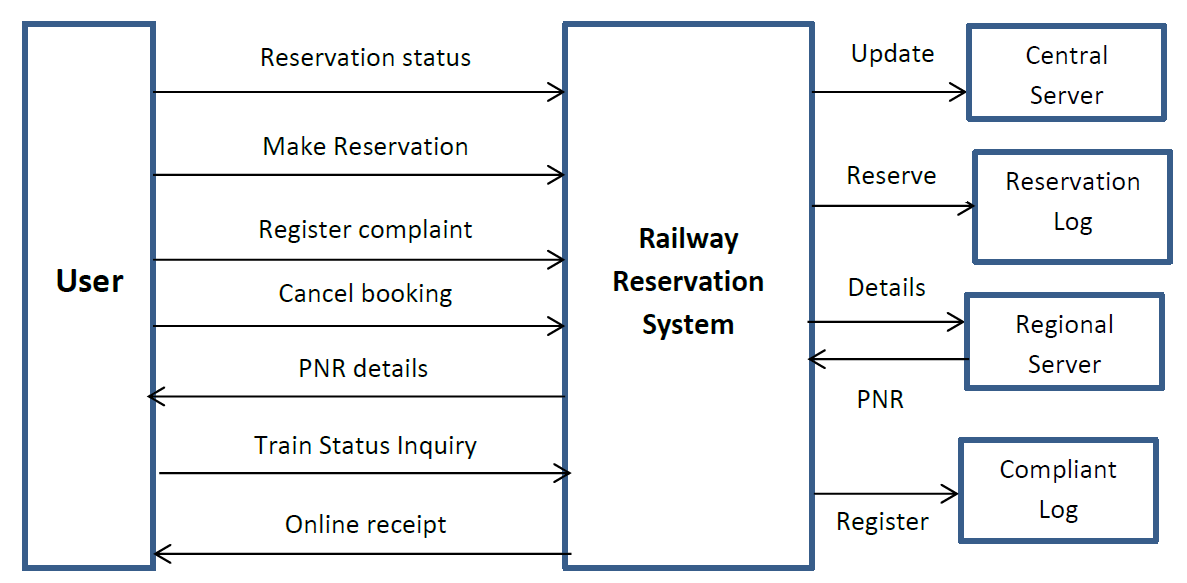 User
Reservation status
Make Reservation
Register complaint
Cancel booking
PNR details
Train Status Inquiry
Online receipt
Railway
Reservation
System
Update
Reserve
Details
PNR
Register
Central
Server
Reservation
Log
Regional
Server
Compliant
Log